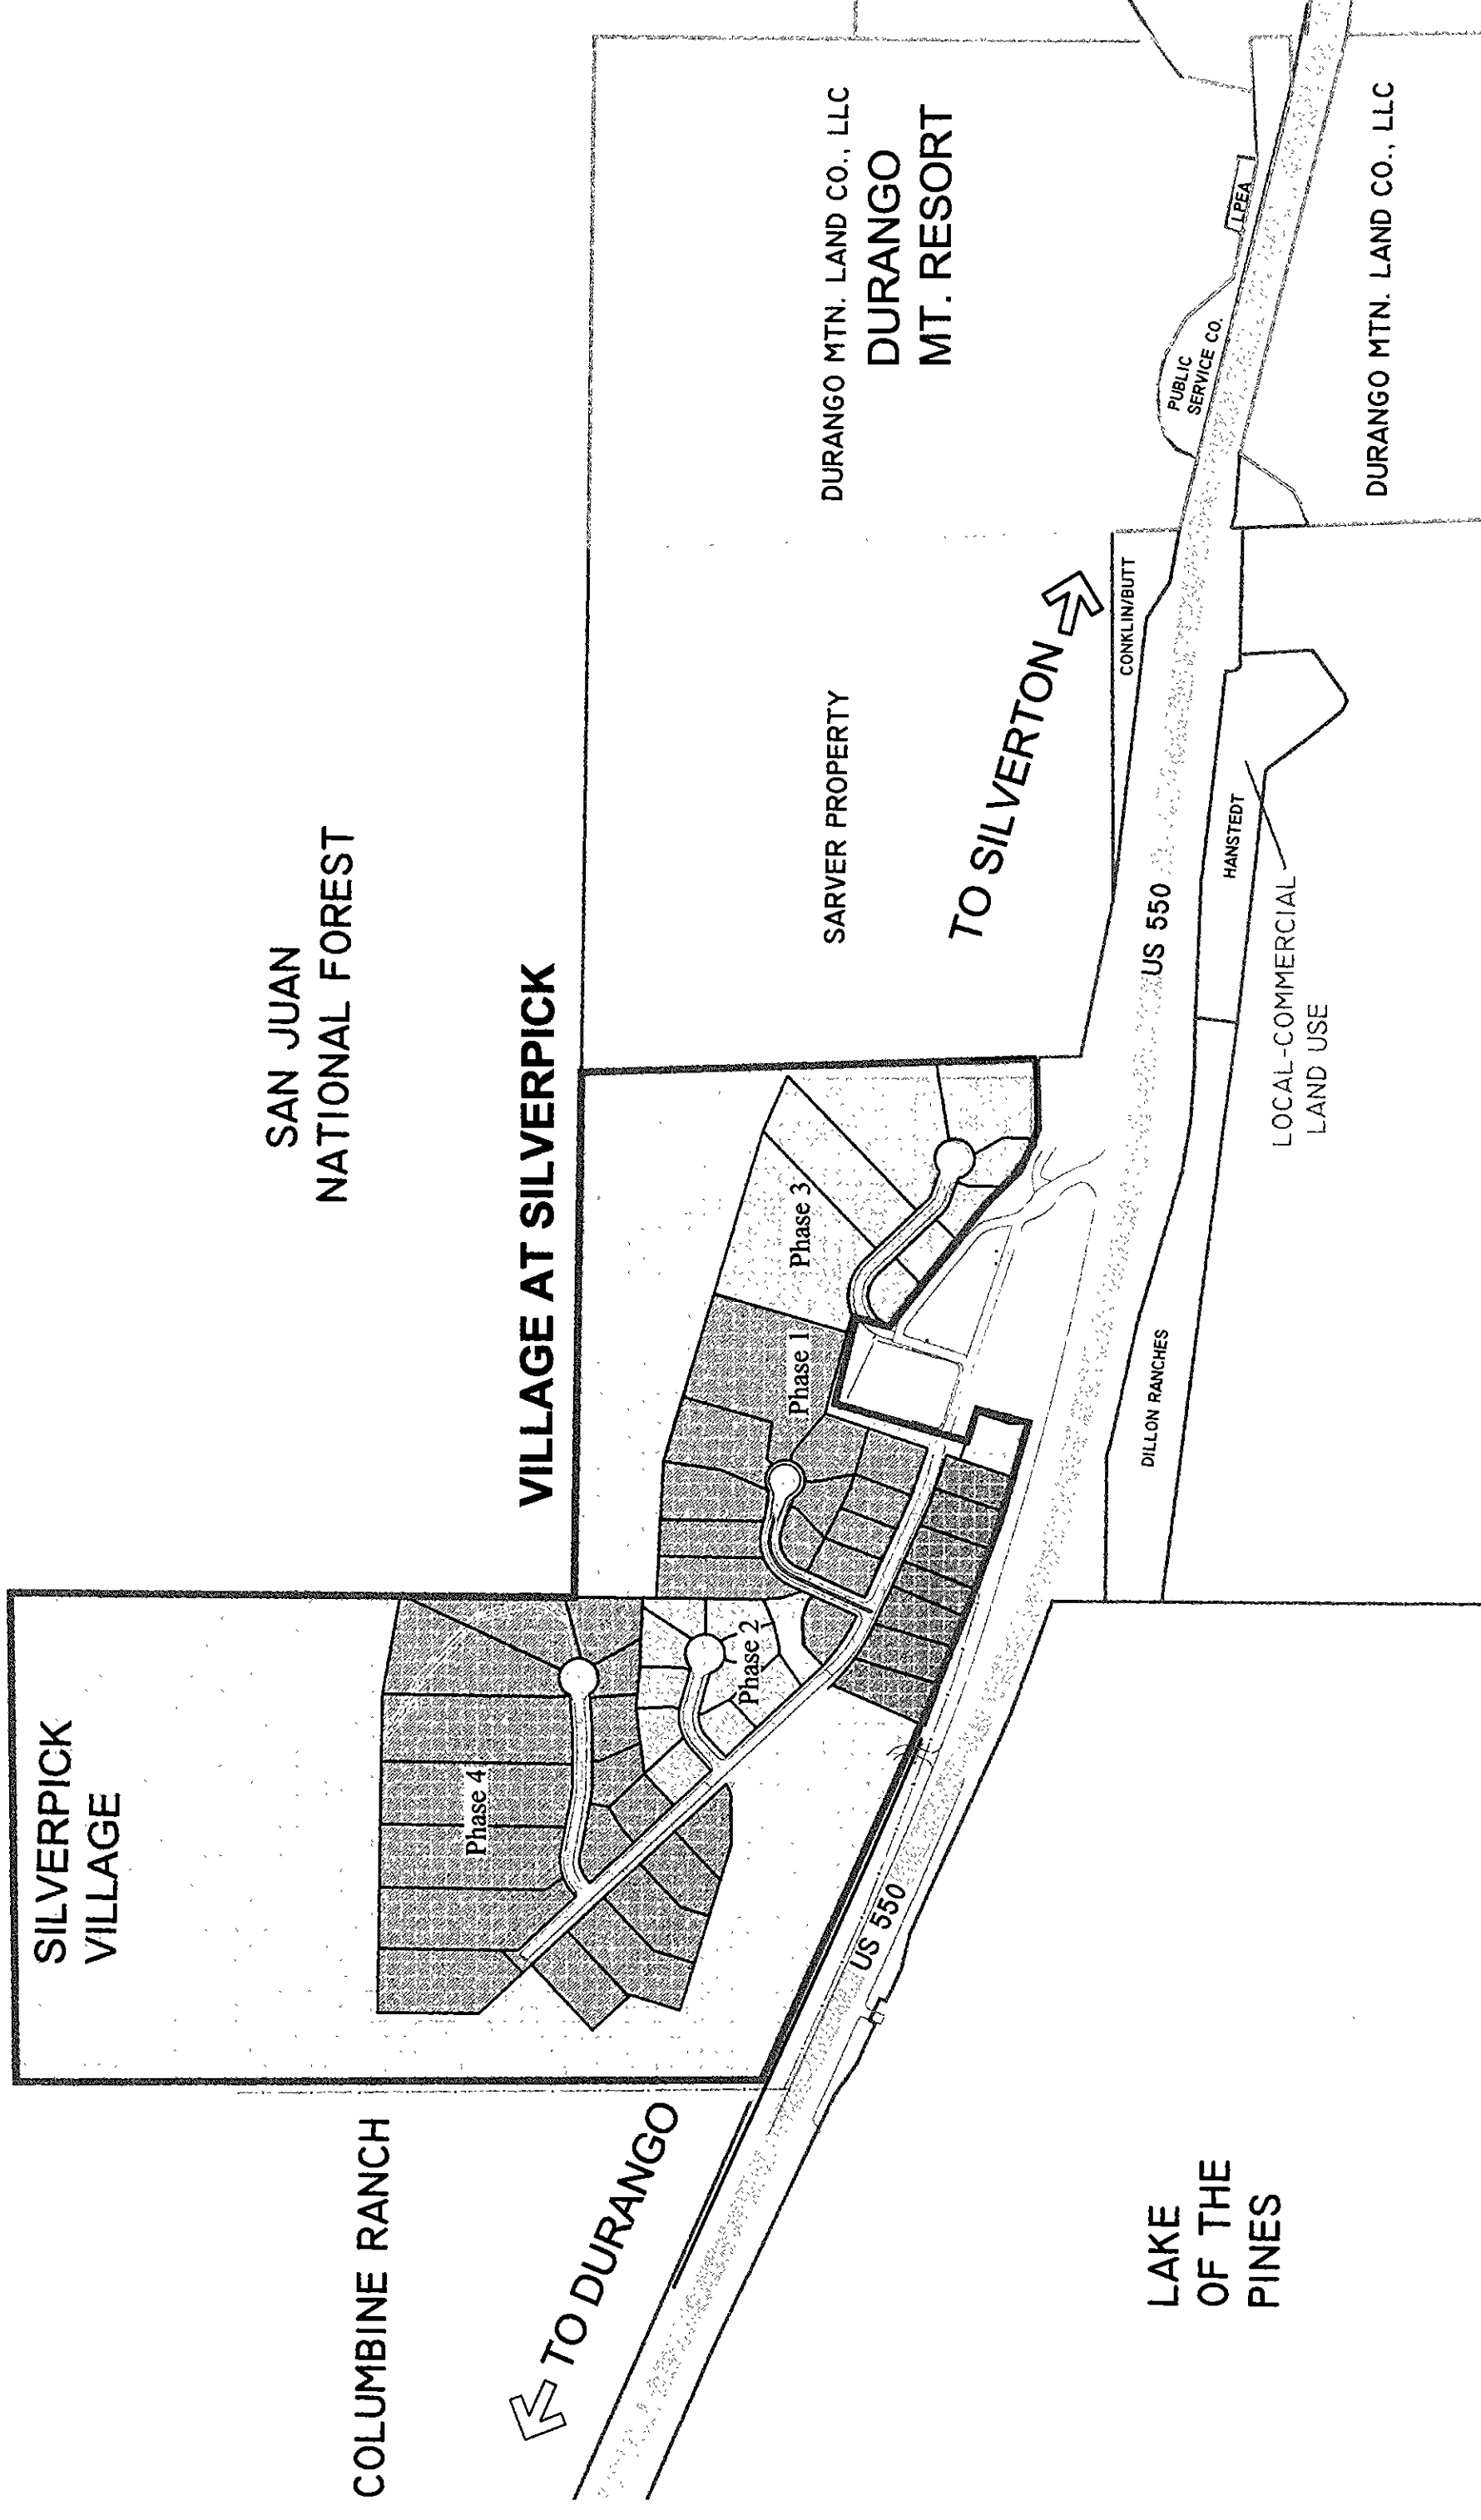 SILVERPICK
VILLAGE
SAN JUAN
NATIONAL FOREST
VILLAGE AT SILVERPICK
COLUMBINE RANCH
TO DURANGO
Phase 4
Phase 2
Phase 1
Phase 3
SARVER PROPERTY
TO SILVERTON
DURANGO MTN. LAND CO., LLC
DURANGO
MT. RESORT
CONKLIN/BUTT
PUBLIC
SERVICE CO.
LPEA
US 550
US 550
DILLON RANCHES
HANSTEDT
LOCAL-COMMERCIAL
LAND USE
DURANGO MTN. LAND CO., LLC
LAKE
OF THE
PINES